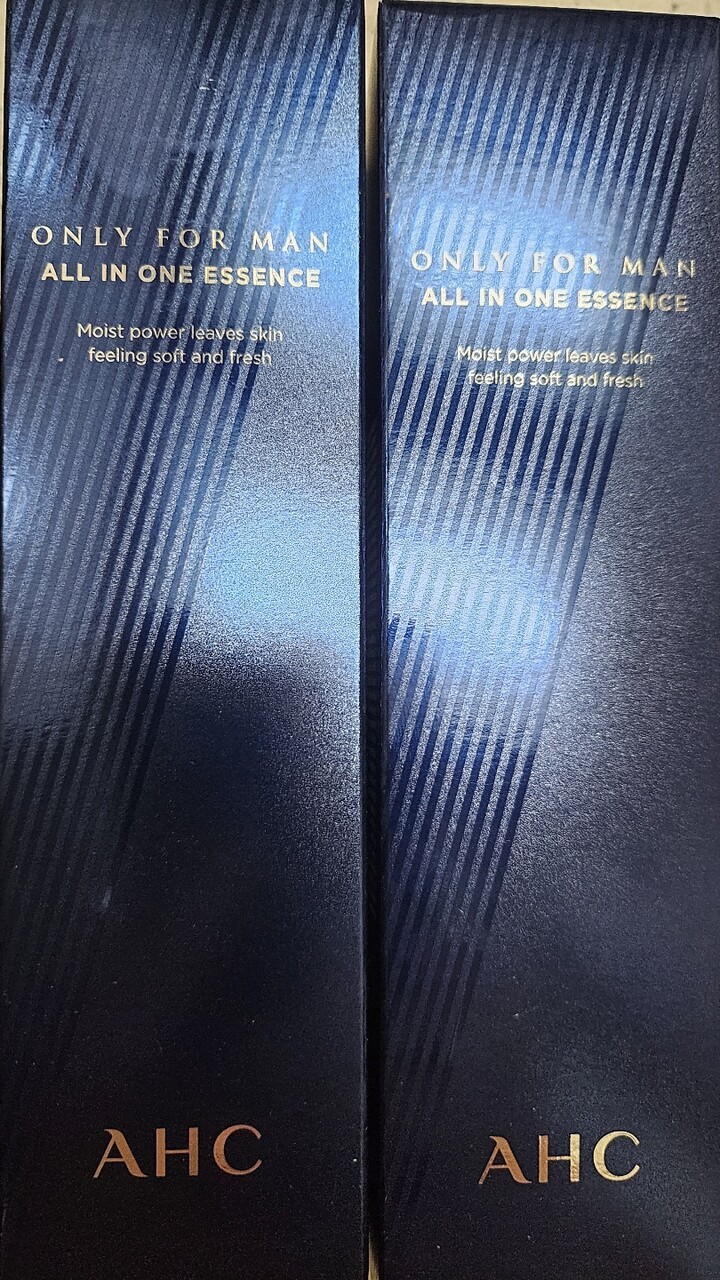 ONLY FOR MAN
ALL IN ONE ESSENCE
Moist power leaves skin
feeling soft and fresh
AHC
ONLY FOR MAN
ALL IN ONE ESSENCE
Moist power leaves skin
feeling soft and fresh
AHC